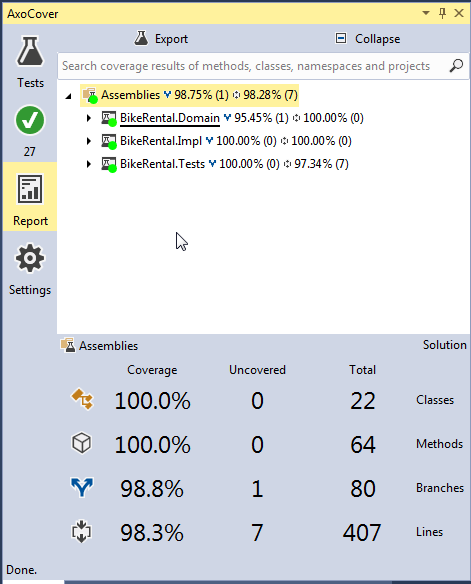 AxoCover
Export Collapse
Tests
Search coverage results of methods, classes, namespaces and projects
Assemblies 98.75% (1) 98.28% (7)
BikeRental.Domain 95.45% (1) 100.00% (0)
BikeRental.Impl 100.00% (0) 100.00% (0)
BikeRental.Tests 100.00% (0) 97.34% (7)
27
Report
Settings
Assemblies Solution
Coverage Uncovered Total
100.0% 0 22 Classes
100.0% 0 64 Methods
98.8% 1 80 Branches
98.3% 7 407 Lines
Done.